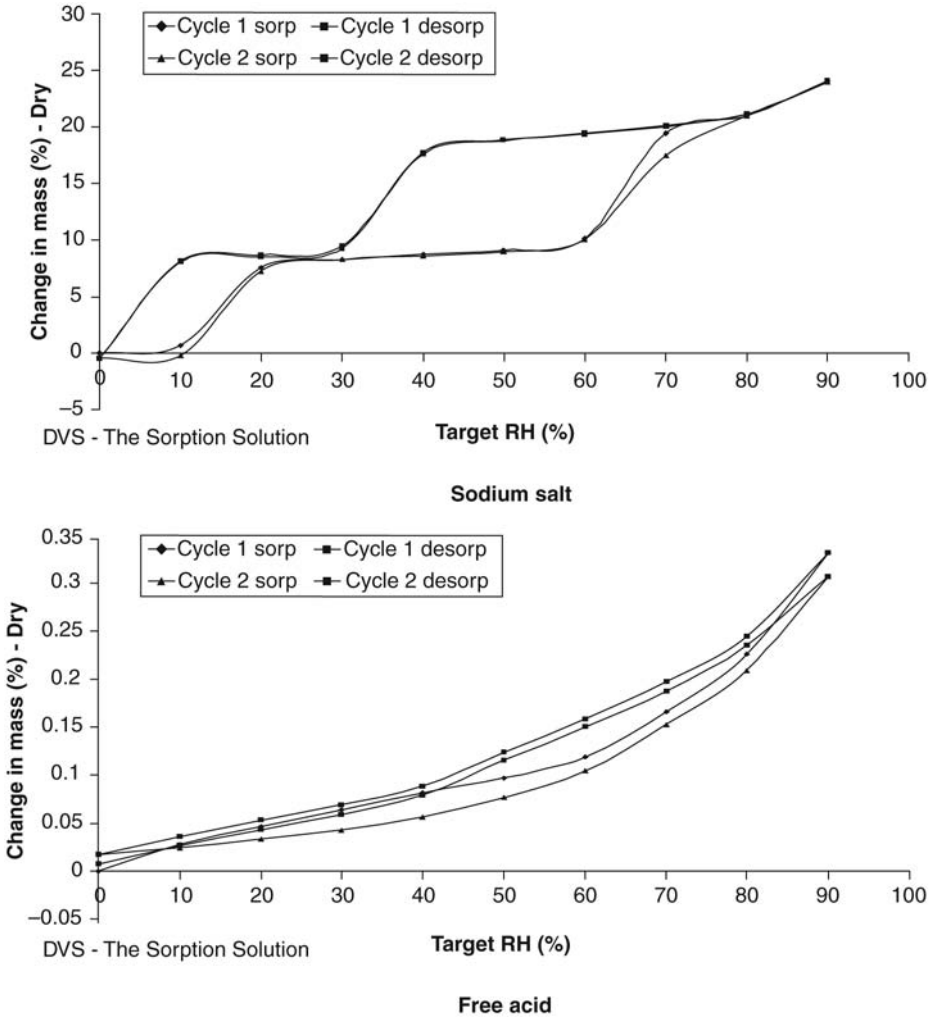 30
25
20
15
10
5
0
−5
Change in mass (%) - Dry
Cycle 1 sorp Cycle 1 desorp
Cycle 2 sorp Cycle 2 desorp
0 10 20 30 40 50 60 70 80 90 100
DVS - The Sorption Solution
Target RH (%)
Sodium salt
0.35
0.3
0.25
0.2
0.15
0.1
0.05
0
−0.05
Change in mass (%) - Dry
Cycle 1 sorp Cycle 1 desorp
Cycle 2 sorp Cycle 2 desorp
0 10 20 30 40 50 60 70 80 90 100
DVS - The Sorption Solution
Target RH (%)
Free acid